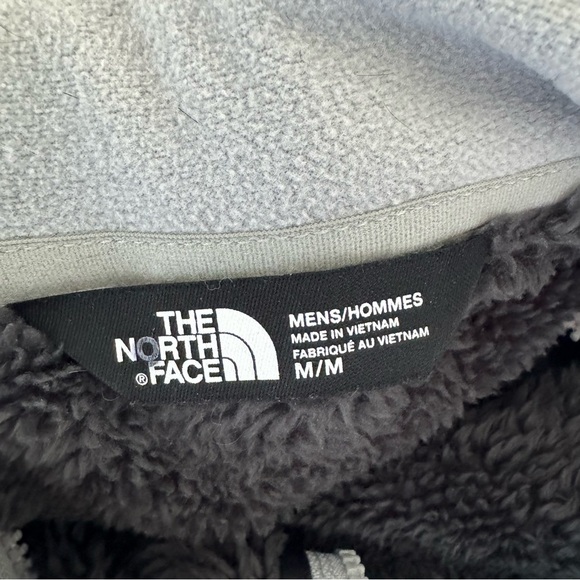 THE
NORTH
®FACE
MENS/HOMMES
MADE IN VIETNAM
FABRIQUÉ AU VIETNAM
M/M